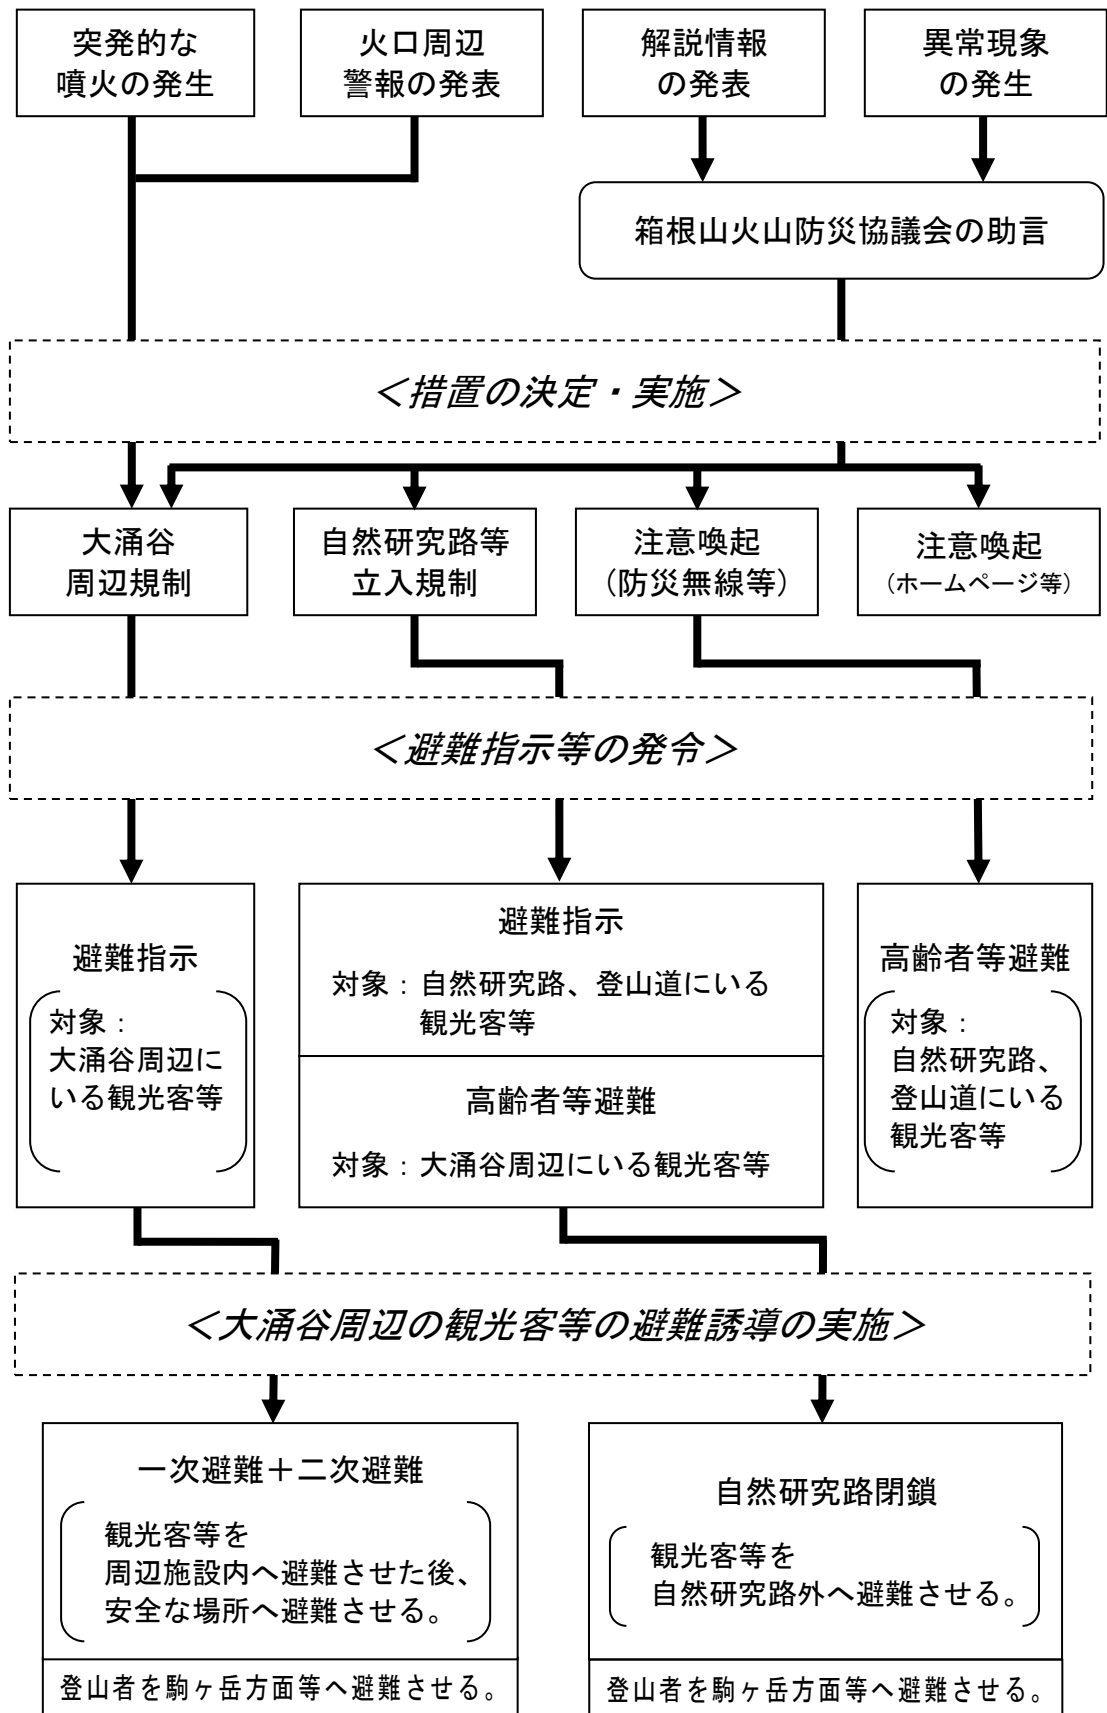 突発的な
噴火の発生
火口周辺
警報の発表
解説情報
の発表
異常現象
の発生
箱根山火山防災協議会の助言
＜措置の決定・実施＞
大涌谷
周辺規制
自然研究路等
立入規制
注意喚起
（防災無線等）
注意喚起
（ホームページ等）
＜避難指示等の発令＞
避難指示
対象：
大涌谷周辺に
いる観光客等
避難指示
対象：自然研究路、登山道にいる
観光客等
高齢者等避難
対象：大涌谷周辺にいる観光客等
高齢者等避難
対象：
自然研究路、
登山道にいる
観光客等
＜大涌谷周辺の観光客等の避難誘導の実施＞
一次避難＋二次避難
観光客等を
周辺施設内へ避難させた後、
安全な場所へ避難させる。
登山者を駒ヶ岳方面等へ避難させる。
自然研究路閉鎖
観光客等を
自然研究路外へ避難させる。
登山者を駒ヶ岳方面等へ避難させる。